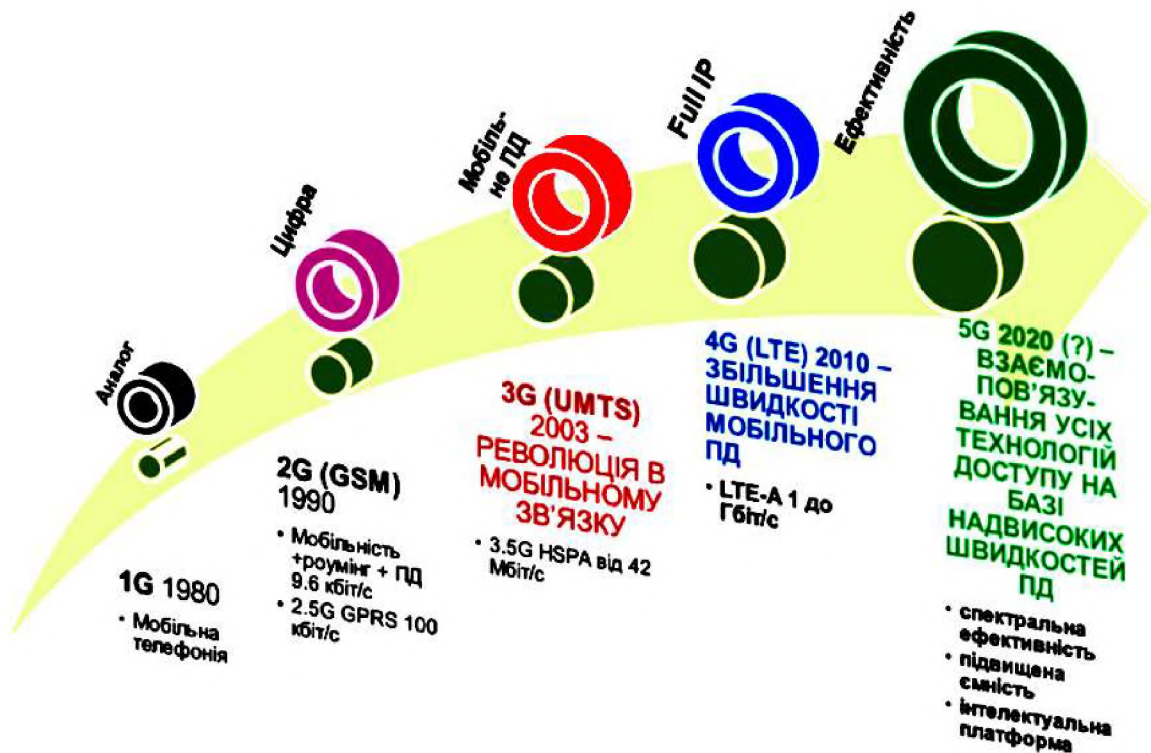 Аналог
1G 1980
• Мобільна
телефонія
Цифра
2G (GSM)
1990
• Мобільність
+роумінг + ПД
9.6 кбіт/с
• 2.5G GPRS 100
кбіт/с
Мобіль-
не ПД
3G (UMTS)
2003 –
РЕВОЛЮЦІЯ В
МОБІЛЬНОМУ
ЗВ'ЯЗКУ
• 3.5G HSPA від 42
Мбіт/с
Full IP
4G (LTE) 2010 –
ЗБІЛЬШЕННЯ
ШВИДКОСТІ
МОБІЛЬНОГО
ПД
• LTE-A 1 до
Гбіт/с
Ефективність
5G 2020 (?) –
ВЗАЄМО-
ПОВ'ЯЗУ-
ВАННЯ УСІХ
ТЕХНОЛОГІЙ
ДОСТУПУ НА
БАЗІ
НАДВИСОКИХ
ШВИДКОСТЕЙ
ПД
• спектральна
ефективність
• підвищена
ємність
• інтелектуальна
платформа